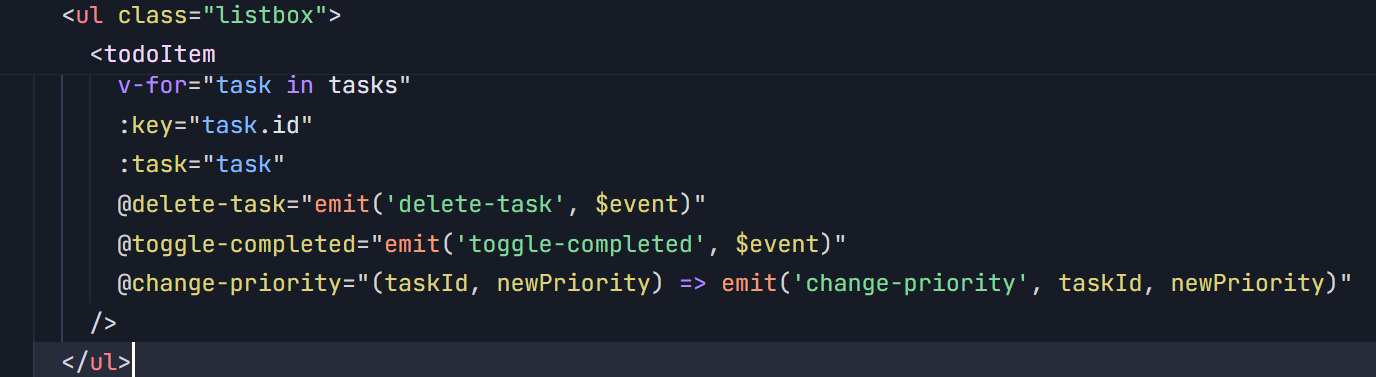 <ul class="listbox">
<todoItem
v-for="task in tasks"
:key="task.id"
:task="task"
@delete-task="emit('delete-task', $event)"
@toggle-completed="emit('toggle-completed', $event)"
@change-priority="(taskId, newPriority) => emit('change-priority', taskId, newPriority)"
/>
</ul>